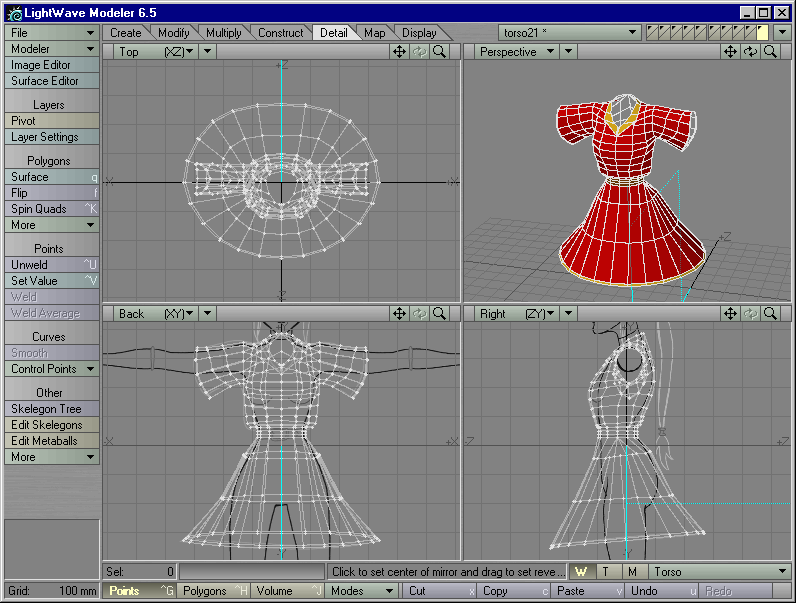 LightWave Modeler 6.5
File
Modeler
Image Editor
Surface Editor
Layers
Pivot
Layer Settings
Polygons
Surface q
Flip f
Spin Quads ^K
More
Points
Unweld ^U
Set Value ^V
Weld
Weld Average
Curves
Smooth
Control Points
Other
Skelegon Tree
Edit Skelegons
Edit Metaballs
More
Create Modify Multiply Construct Detail Map Display torso21 *
Top (XZ)
Perspective
Z
X X
Z
Z
Back (XY)
Right (ZY)
Y
X X
Y
Y
Z Z
Y
Sel: 0 Click to set center of mirror and drag to set reve... W T M Torso
Grid: 100 mm Points ^G Polygons ^H Volume ^J Modes Cut x Copy c Paste v Undo u Redo